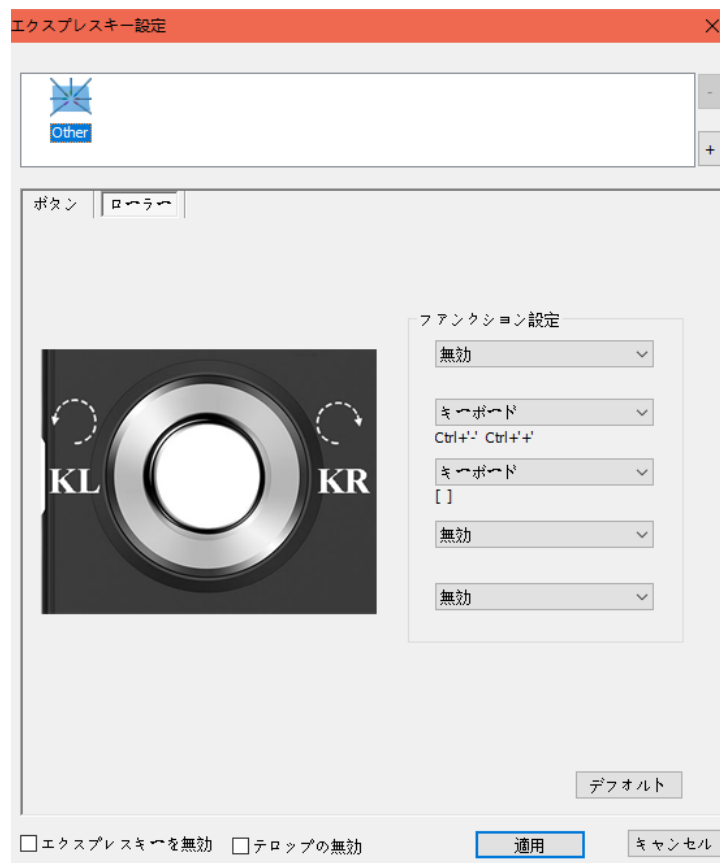 エクスプレスキー設定
Other
-
+
ボタン ローラー
ファンクション設定
無効
キーボード
Ctrl+'-' Ctrl+'+'
キーボード
[ ]
無効
無効
KL KR
デフォルト
エクスプレスキーを無効 テロップの無効 適用 キャンセル